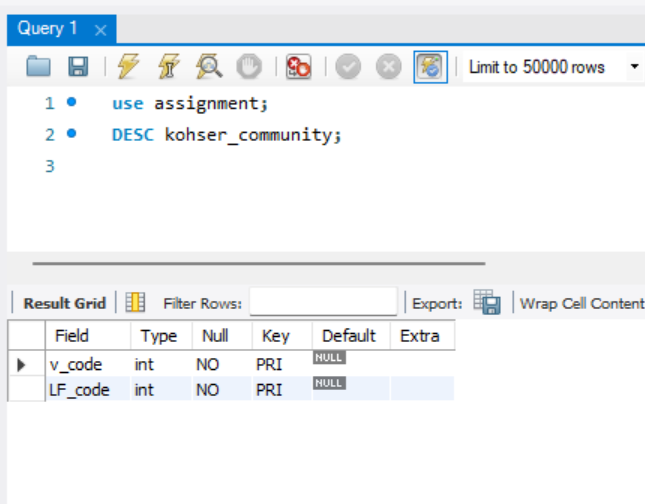 Query 1 ×
Limit to 50000 rows
1 use assignment;
2 DESC kohser_community;
3
Result Grid Filter Rows: Export: Wrap Cell Content
Field Type Null Key Default Extra
v_code int NO PRI NULL
LF_code int NO PRI NULL